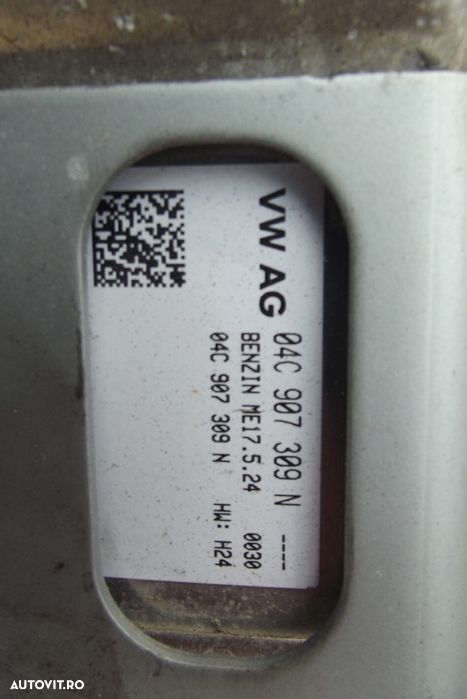 VW AG 04C 907 309 N ----
BENZIN ME17.5.24 0030
04C 907 309 N HW: H24
AUTOVIT.RO